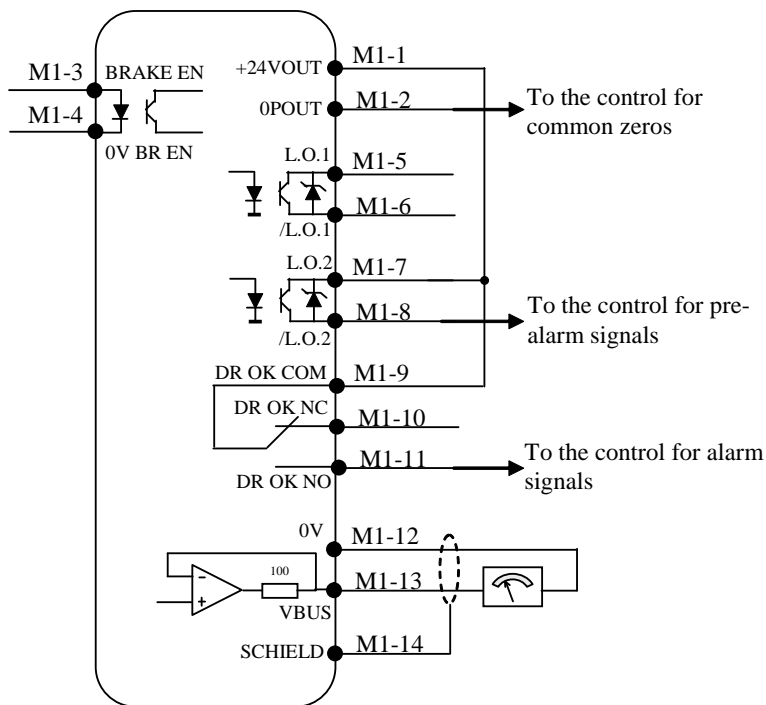 M1-3
BRAKE EN
M1-4
0V BR EN
+24VOUT
M1-1
0POUT
M1-2
To the control for
common zeros
L.O.1
M1-5
M1-6
/L.O.1
L.O.2
M1-7
M1-8
/L.O.2
To the control for pre-
alarm signals
DR OK COM
M1-9
DR OK NC
M1-10
M1-11
DR OK NO
To the control for alarm
signals
0V
M1-12
-
+
100
M1-13
VBUS
SCHIELD
M1-14